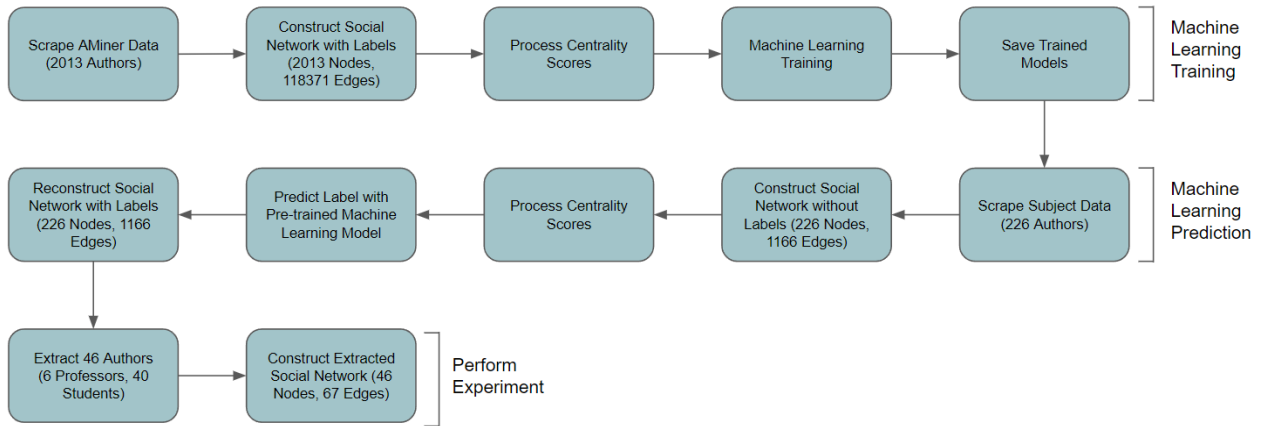 Scrape AMiner Data
(2013 Authors)
Construct Social
Network with Labels
(2013 Nodes,
118371 Edges)
Process Centrality
Scores
Machine Learning
Training
Save Trained
Models
Machine
Learning
Training
Reconstruct Social
Network with Labels
(226 Nodes, 1166
Edges)
Predict Label with
Pre-trained Machine
Learning Model
Process Centrality
Scores
Construct Social
Network without
Labels (226 Nodes,
1166 Edges)
Scrape Subject Data
(226 Authors)
Machine
Learning
Prediction
Extract 46 Authors
(6 Professors, 40
Students)
Construct Extracted
Social Network (46
Nodes, 67 Edges)
Perform
Experiment